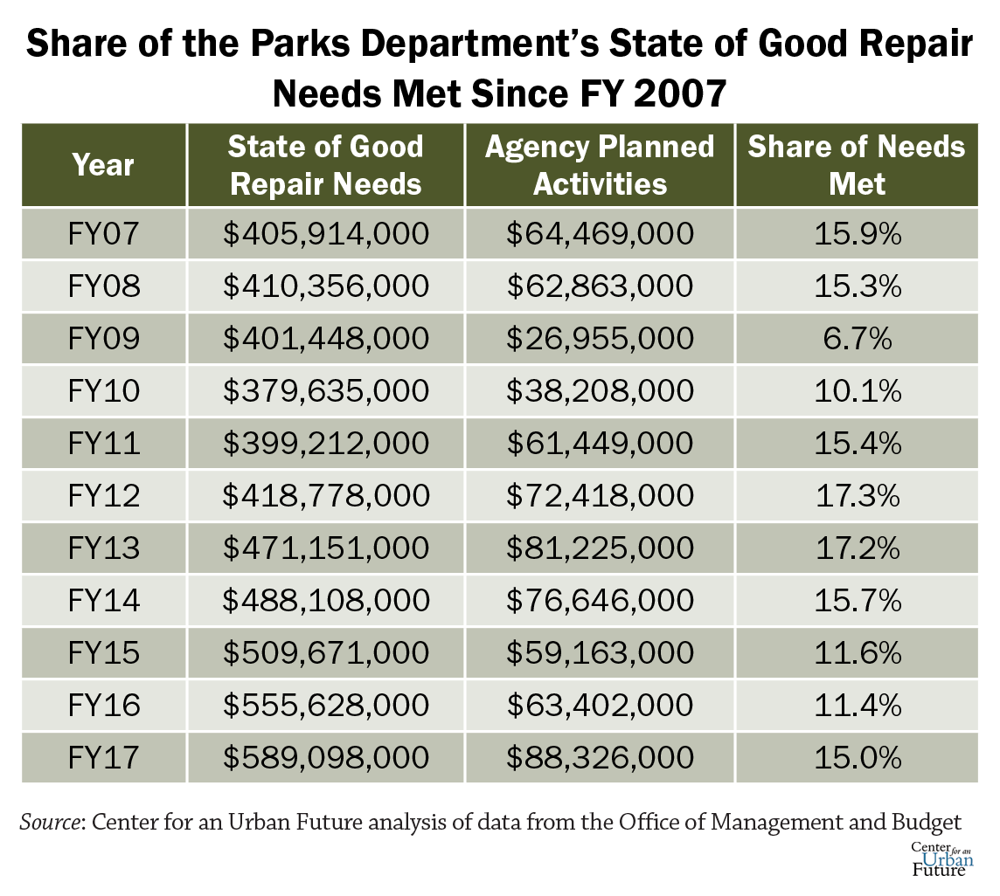 Share of the Parks Department’s State of Good Repair
Needs Met Since FY 2007
Year State of Good Repair Needs Agency Planned Activities Share of Needs Met
FY07 $405,914,000 $64,469,000 15.9%
FY08 $410,356,000 $62,863,000 15.3%
FY09 $401,448,000 $26,955,000 6.7%
FY10 $379,635,000 $38,208,000 10.1%
FY11 $399,212,000 $61,449,000 15.4%
FY12 $418,778,000 $72,418,000 17.3%
FY13 $471,151,000 $81,225,000 17.2%
FY14 $488,108,000 $76,646,000 15.7%
FY15 $509,671,000 $59,163,000 11.6%
FY16 $555,628,000 $63,402,000 11.4%
FY17 $589,098,000 $88,326,000 15.0%
Source: Center for an Urban Future analysis of data from the Office of Management and Budget
Center for an
Urban
Future